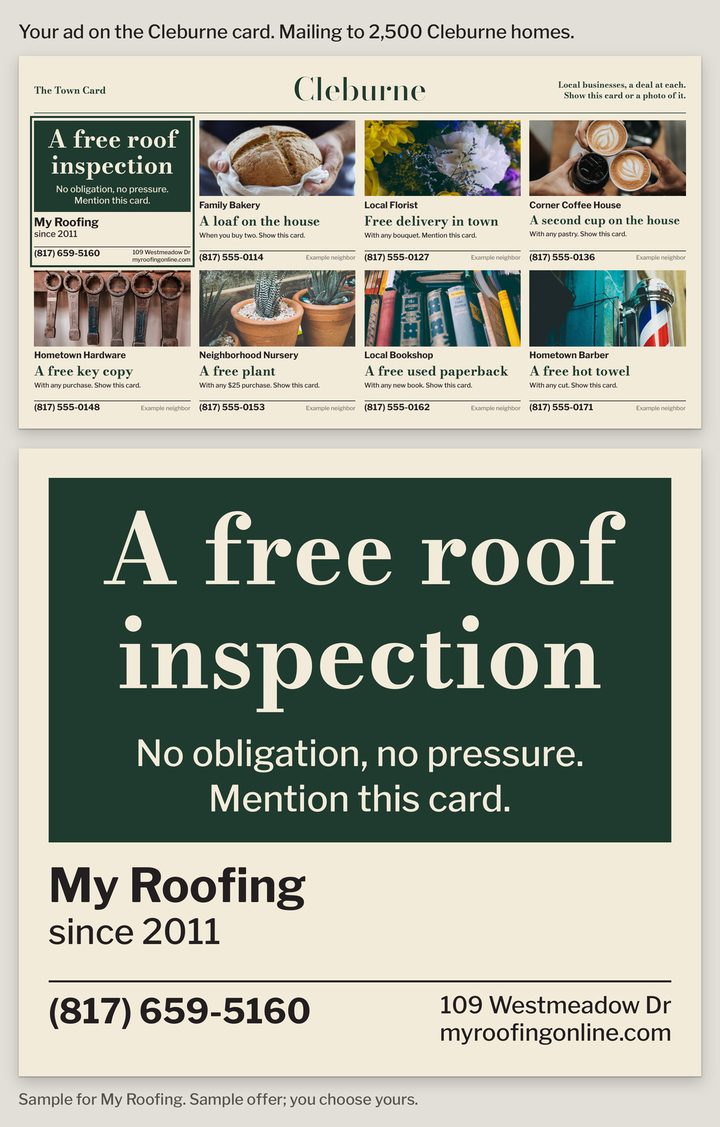 Your ad on the Cleburne card. Mailing to 2,500 Cleburne homes.
The Town Card
Cleburne
Local businesses, a deal at each.
Show this card or a photo of it.
A free roof
inspection
No obligation, no pressure.
Mention this card.
My Roofing
since 2011
(817) 659-5160
109 Westmeadow Dr
myroofingonline.com
Family Bakery
A loaf on the house
When you buy two. Show this card.
(817) 555-0114
Example neighbor
Local Florist
Free delivery in town
With any bouquet. Mention this card.
(817) 555-0127
Example neighbor
Corner Coffee House
A second cup on the house
With any pastry. Show this card.
(817) 555-0136
Example neighbor
Hometown Hardware
A free key copy
With any purchase. Show this card.
(817) 555-0148
Example neighbor
Neighborhood Nursery
A free plant
With any $25 purchase. Show this card.
(817) 555-0153
Example neighbor
Local Bookshop
A free used paperback
With any new book. Show this card.
(817) 555-0162
Example neighbor
Hometown Barber
A free hot towel
With any cut. Show this card.
(817) 555-0171
Example neighbor
A free roof
inspection
No obligation, no pressure.
Mention this card.
My Roofing
since 2011
(817) 659-5160
109 Westmeadow Dr
myroofingonline.com
Sample for My Roofing. Sample offer; you choose yours.